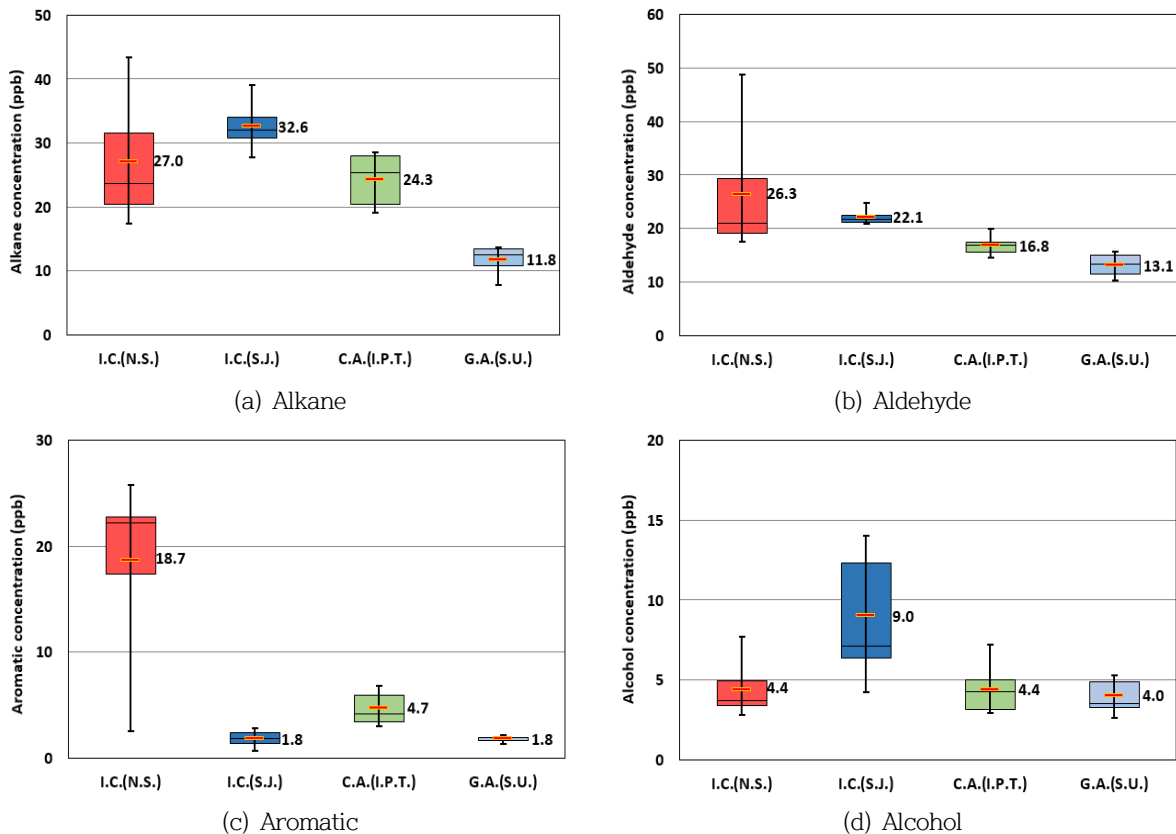 50
40
30
20
10
0
Alkane concentration (ppb)
27.0
32.6
24.3
11.8
I.C.(N.S.)
I.C.(S.J.)
C.A.(I.P.T.)
G.A.(S.U.)
(a) Alkane
60
50
40
30
20
10
0
Aldehyde concentration (ppb)
26.3
22.1
16.8
13.1
I.C.(N.S.)
I.C.(S.J.)
C.A.(I.P.T.)
G.A.(S.U.)
(b) Aldehyde
30
20
10
0
Aromatic concentration (ppb)
18.7
1.8
4.7
1.8
I.C.(N.S.)
I.C.(S.J.)
C.A.(I.P.T.)
G.A.(S.U.)
(c) Aromatic
20
15
10
5
0
Alcohol concentration (ppb)
4.4
9.0
4.4
4.0
I.C.(N.S.)
I.C.(S.J.)
C.A.(I.P.T.)
G.A.(S.U.)
(d) Alcohol